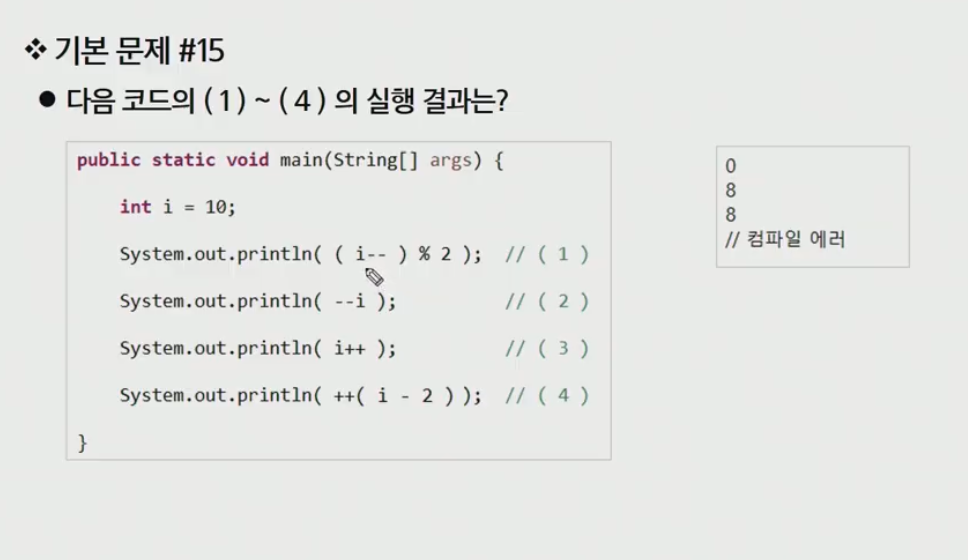 ❖ 기본 문제 #15
● 다음 코드의 ( 1 ) ~ ( 4 ) 의 실행 결과는?
public static void main(String[] args) {
int i = 10;
System.out.println( ( i-- ) % 2 ); // ( 1 )
System.out.println( --i ); // ( 2 )
System.out.println( i++ ); // ( 3 )
System.out.println( ++( i - 2 ) ); // ( 4 )
}
0
8
8
// 컴파일 에러